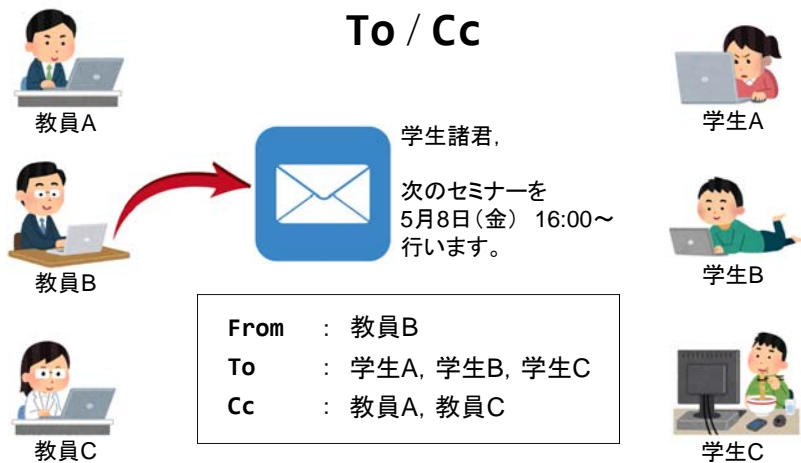 To / Cc
教員A
学生A
学生諸君,
次のセミナーを
5月8日(金) 16:00~
行います。
教員B
学生B
From : 教員B
To : 学生A, 学生B, 学生C
Cc : 教員A, 教員C
教員C
学生C